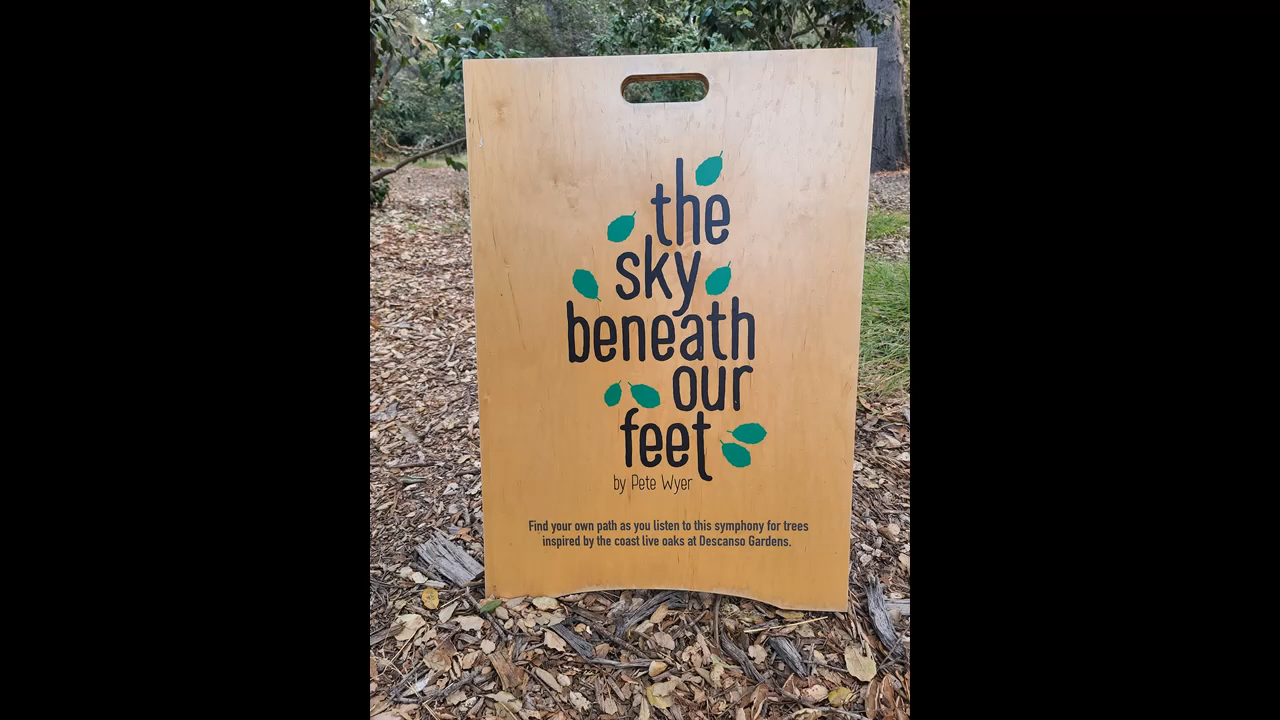 the
sky
beneath
our
feet
by Pete Wyer
Find your own path as you listen to this symphony for trees
inspired by the coast live oaks at Descanso Gardens.